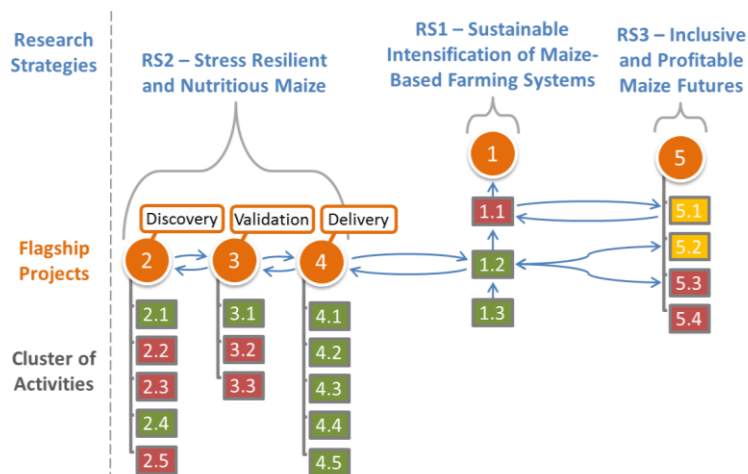 Research
Strategies
RS2 – Stress Resilient
and Nutritious Maize
RS1 – Sustainable
Intensification of Maize-
Based Farming Systems
RS3 – Inclusive
and Profitable
Maize Futures
1
5
1.1
5.1
Discovery
Validation
Delivery
5.2
Flagship
Projects
2
3
4
1.2
5.3
2.1
3.1
4.1
1.3
5.4
Cluster of
Activities
2.2
3.2
4.2
2.3
3.3
4.3
2.4
4.4
2.5
4.5